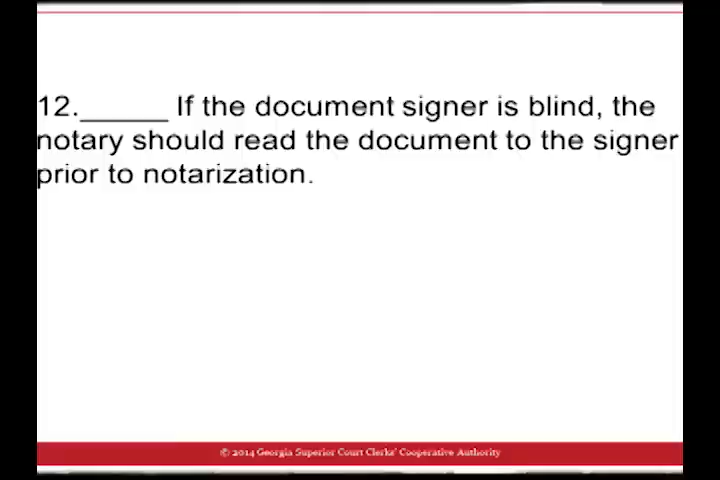 12.______ If the document signer is blind, the
notary should read the document to the signer
prior to notarization.
© 2014 Georgia Superior Court Clerks' Cooperative Authority